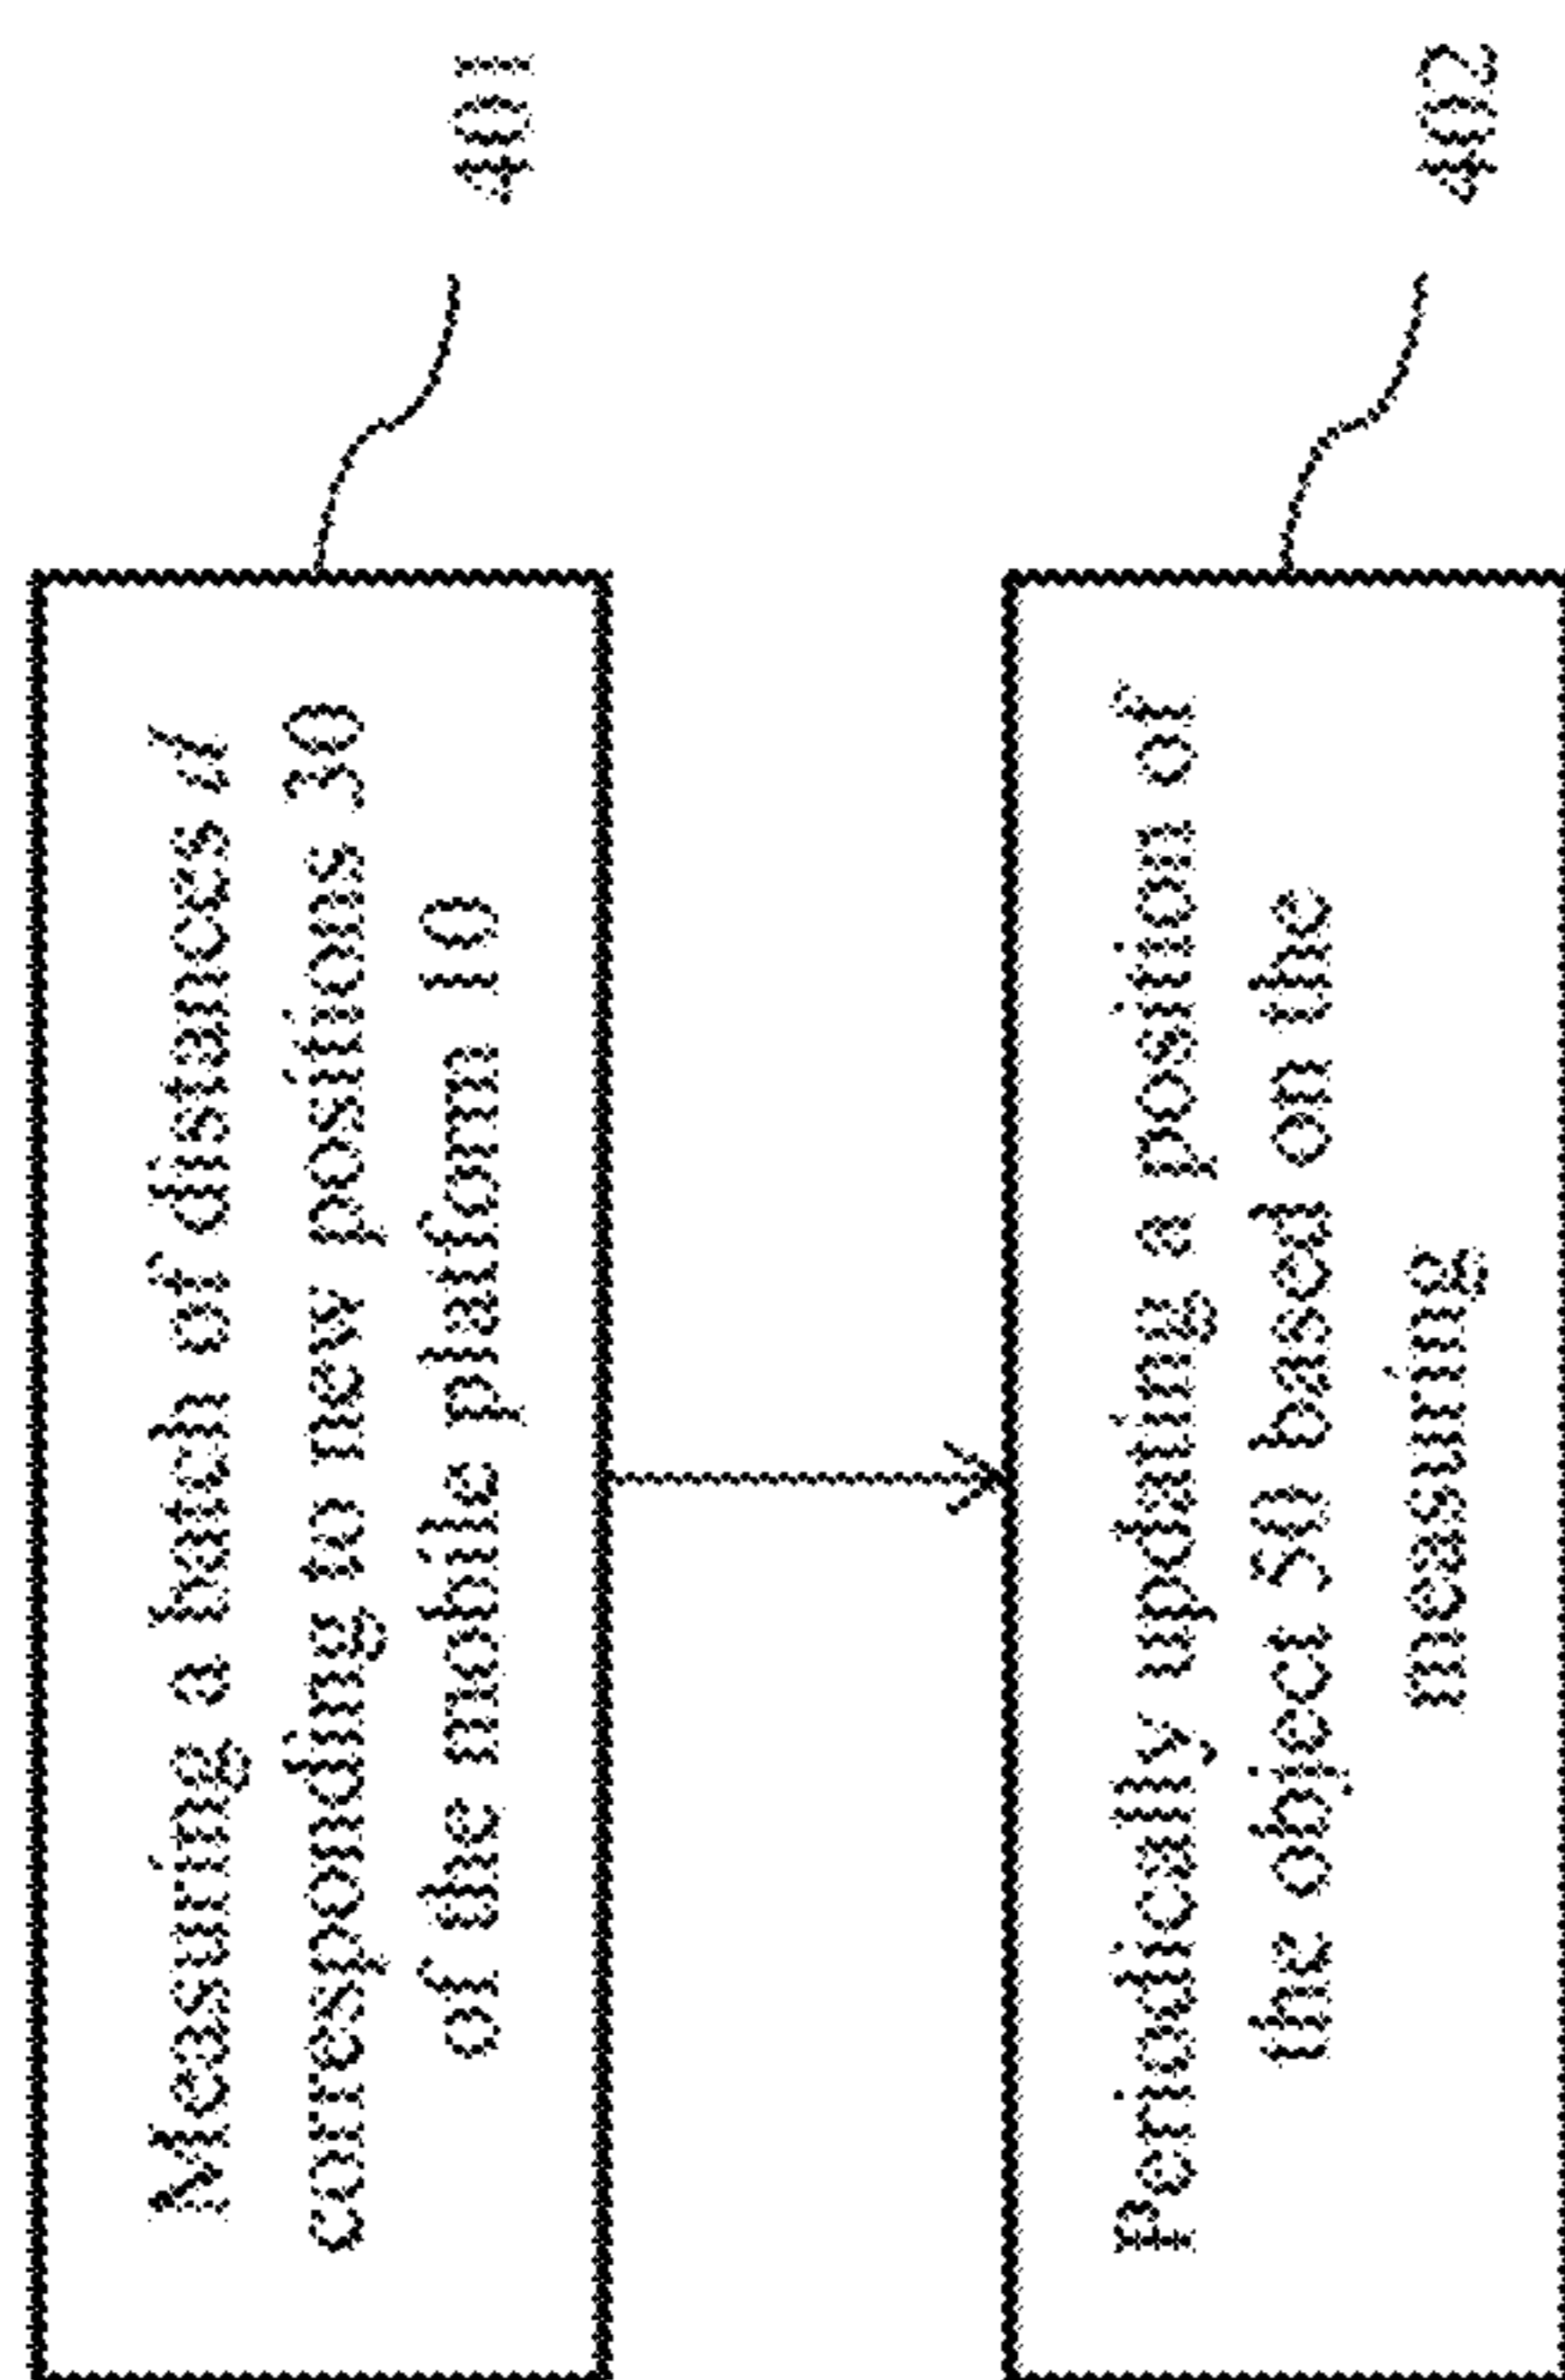 Measuring a batch of distances d
corresponding to new positions 30
of the mobile platform 10
401
Periodically updating a position of
the object 50 based on the
measuring
402